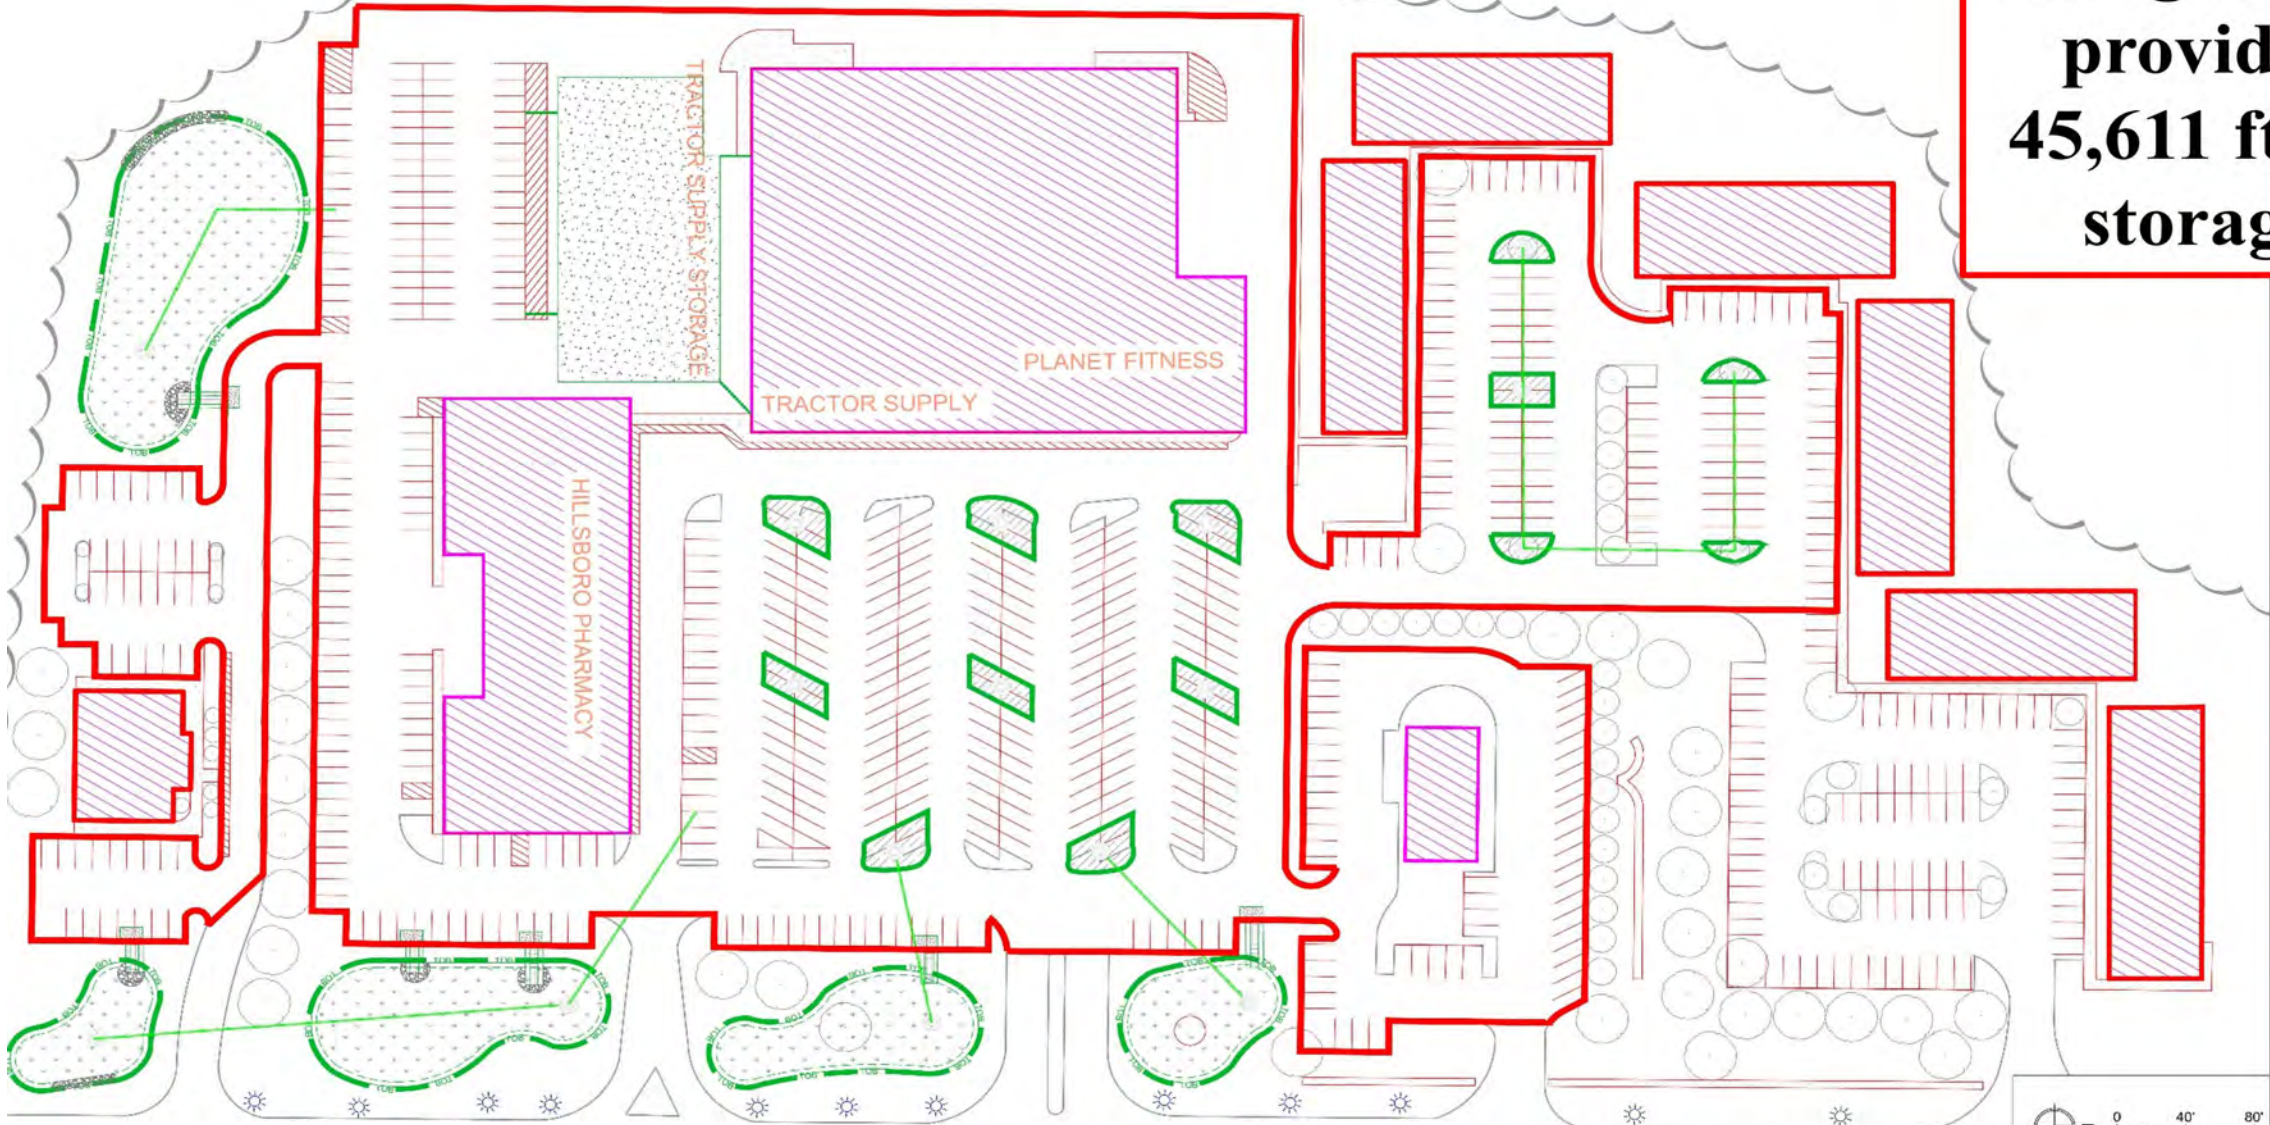 provid
45,611 ft
storag
TRACTOR SUPPLY STORAGE
PLANET FITNESS
TRACTOR SUPPLY
HILLSBORO PHARMACY
0 40' 80'